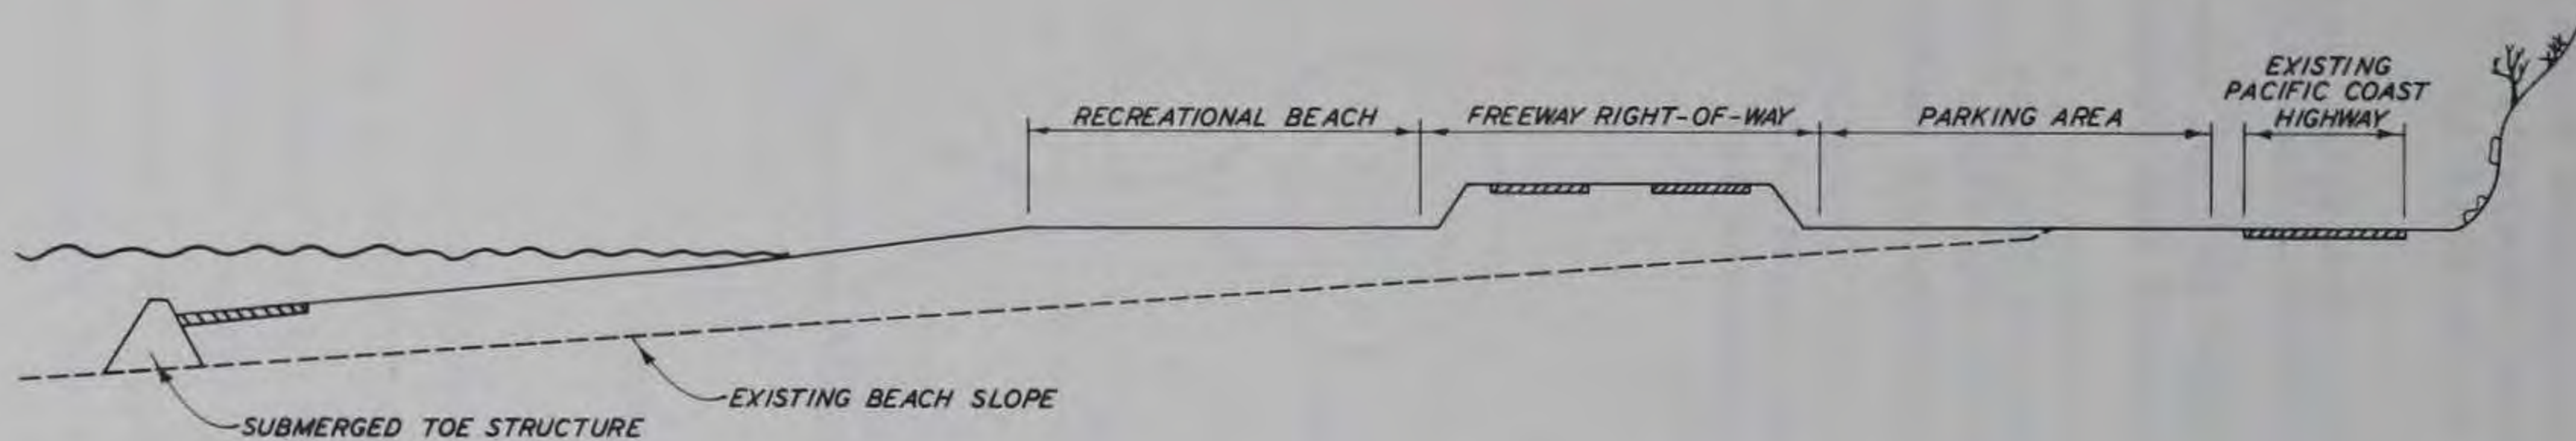 RECREATIONAL BEACH
FREEWAY RIGHT-OF-WAY
PARKING AREA
EXISTING
PACIFIC COAST
HIGHWAY
EXISTING BEACH SLOPE
SUBMERGED TOE STRUCTURE